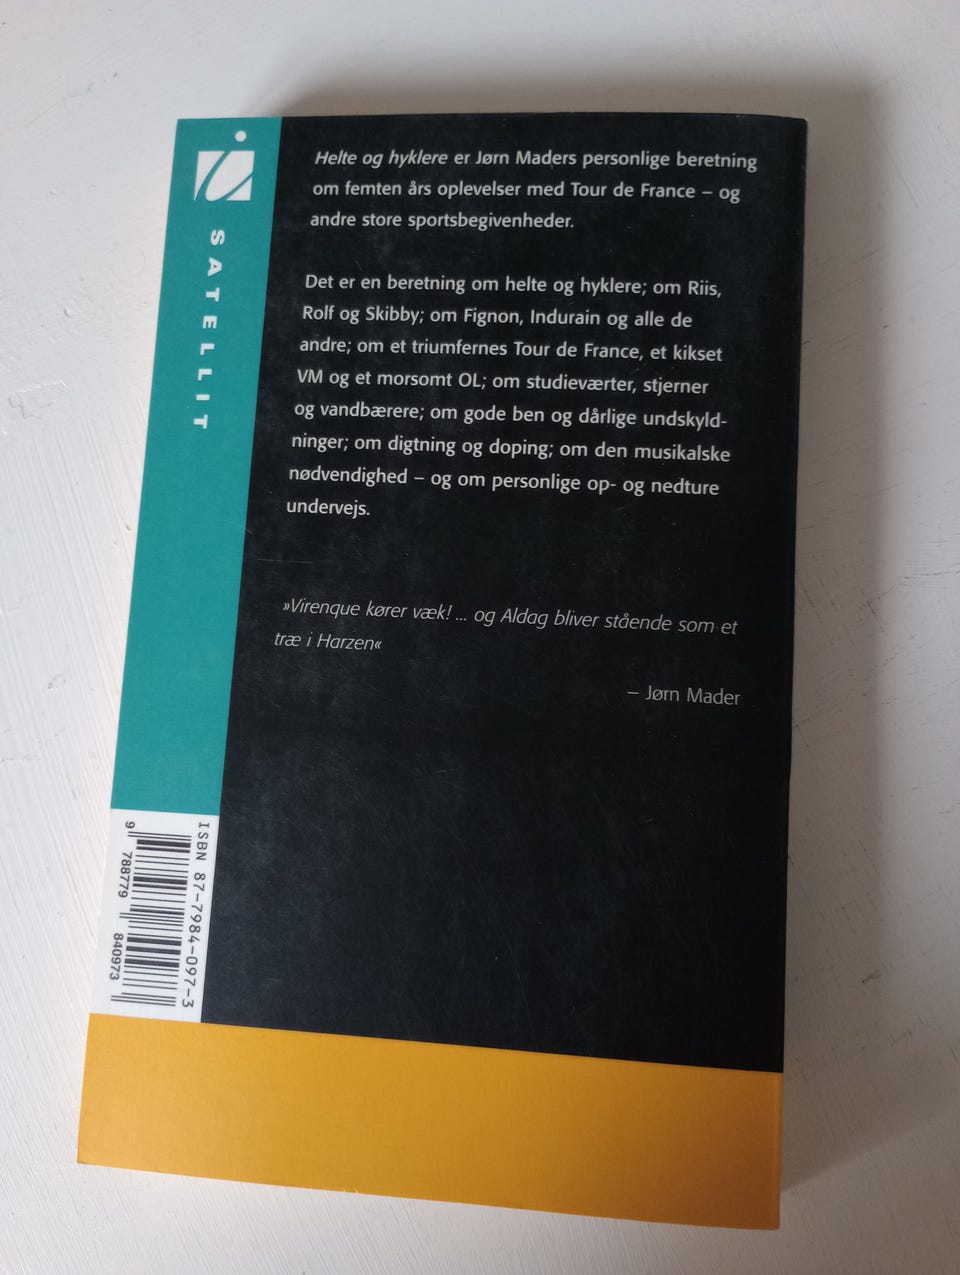 Helte og hyklere er Jørn Maders personlige beretning
om femten års oplevelser med Tour de France – og
andre store sportsbegivenheder.
Det er en beretning om helte og hyklere; om Riis,
Rolf og Skibby; om Fignon, Indurain og alle de
andre; om et triumfernes Tour de France, et kikset
VM og et morsomt OL; om studieværter, stjerner
og vandbærere; om gode ben og dårlige undskyld-
ninger; om digtning og doping; om den musikalske
nødvendighed – og om personlige op- og nedture
undervejs.
»Virenque kører væk! ... og Aldag bliver stående som et
træ i Harzen«
– Jørn Mader
SATELLIT
ISBN 87-7984-097-3
9 788779 840973